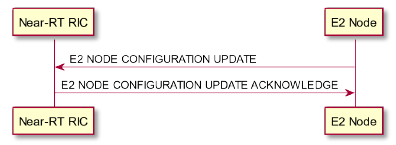 Near-RT RIC
E2 Node
E2 NODE CONFIGURATION UPDATE
E2 NODE CONFIGURATION UPDATE ACKNOWLEDGE
Near-RT RIC
E2 Node